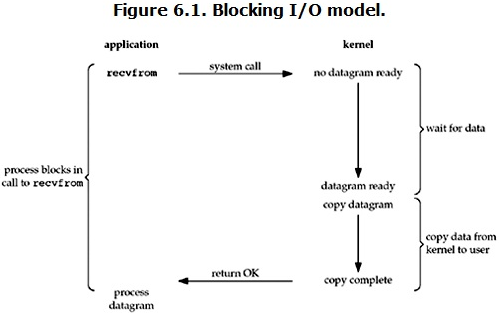 Figure 6.1. Blocking I/O model.
application
kernel
recvfrom
system call
no datagram ready
wait for data
process blocks in
call to recvfrom
datagram ready
copy datagram
copy data from
kernel to user
return OK
copy complete
process
datagram